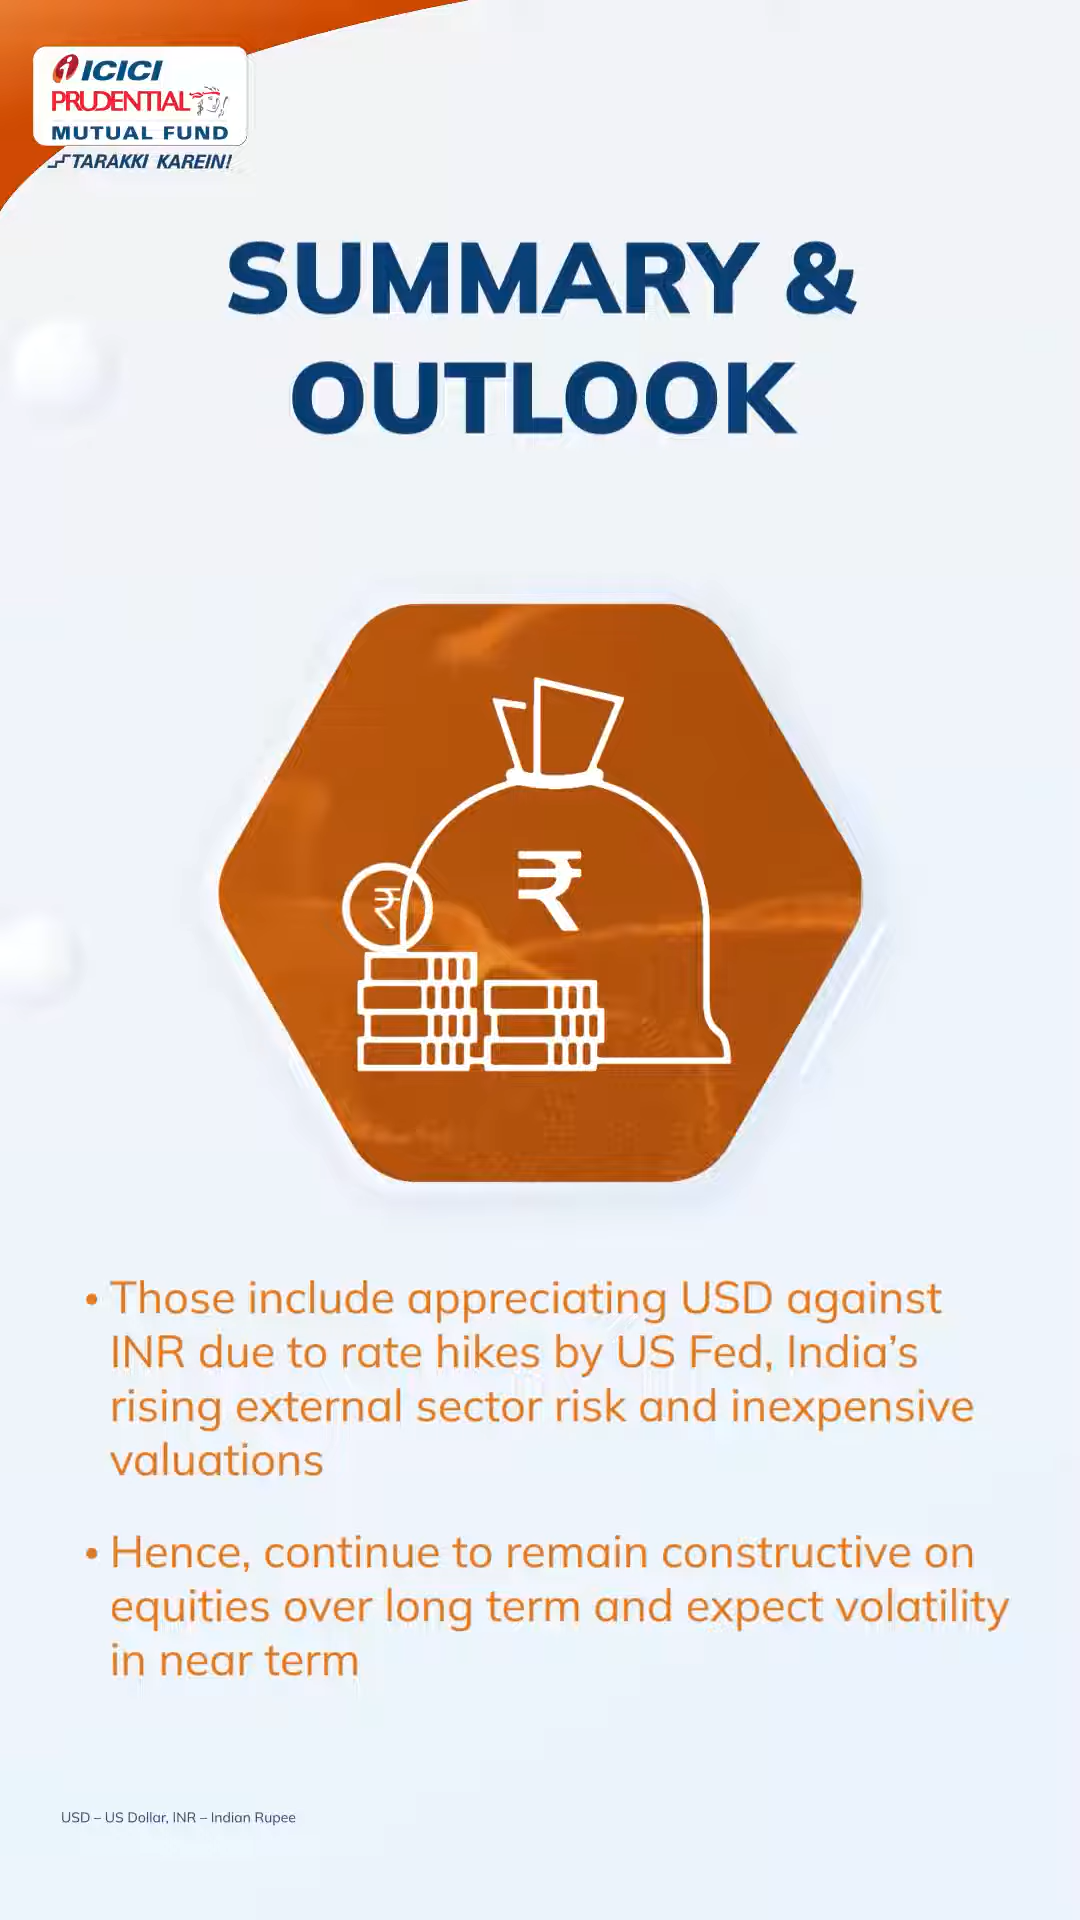 ICICI
PRUDENTIAL
MUTUAL FUND
TARAKKI KAREIN!
SUMMARY &
OUTLOOK
₹
₹
• Those include appreciating USD against
INR due to rate hikes by US Fed, India’s
rising external sector risk and inexpensive
valuations
• Hence, continue to remain constructive on
equities over long term and expect volatility
in near term
USD – US Dollar, INR – Indian Rupee